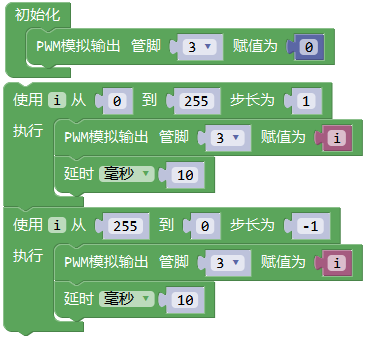 初始化
PWM模拟输出 管脚 3 赋值为 0
使用 i 从 0 到 255 步长为 1
执行 PWM模拟输出 管脚 3 赋值为 i
延时 毫秒 10
使用 i 从 255 到 0 步长为 -1
执行 PWM模拟输出 管脚 3 赋值为 i
延时 毫秒 10